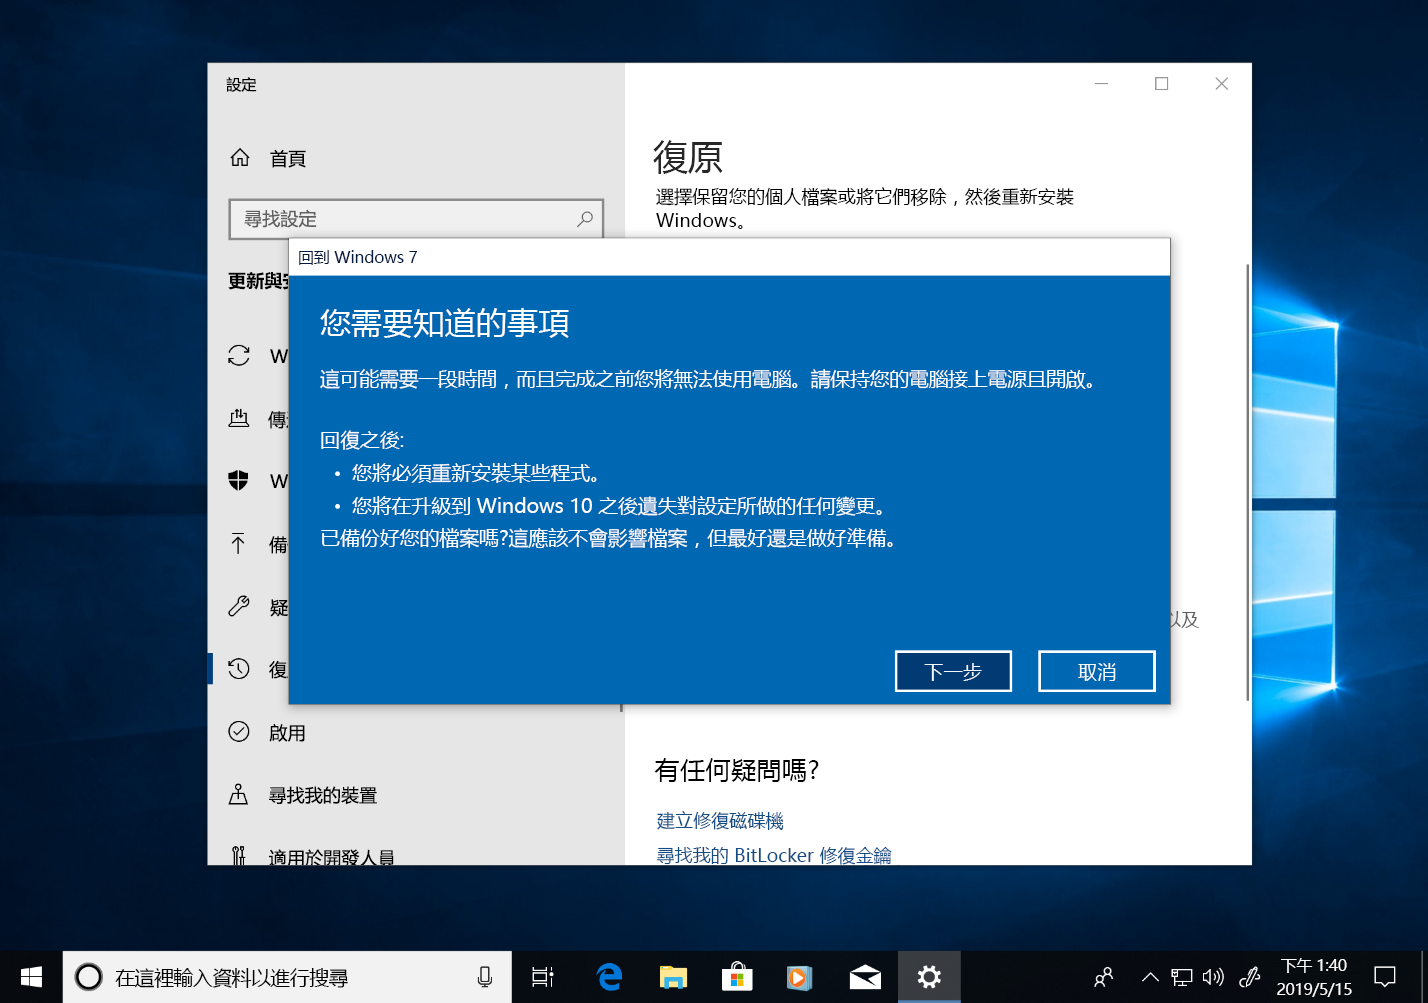 設定
首頁
尋找設定
更新與安
W
傳
W
備
疑
復
啟用
尋找我的裝置
適用於開發人員
復原
選擇保留您的個人檔案或將它們移除，然後重新安裝
Windows。
回到 Windows 7
您需要知道的事項
這可能需要一段時間，而且完成之前您將無法使用電腦。請保持您的電腦接上電源且開啟。
回復之後:
• 您將必須重新安裝某些程式。
• 您將在升級到 Windows 10 之後遺失對設定所做的任何變更。
已備份好您的檔案嗎?這應該不會影響檔案，但最好還是做好準備。
以及
下一步
取消
有任何疑問嗎?
建立修復磁碟機
尋找我的 BitLocker 修復金鑰
在這裡輸入資料以進行搜尋
下午 1:40
2019/5/15